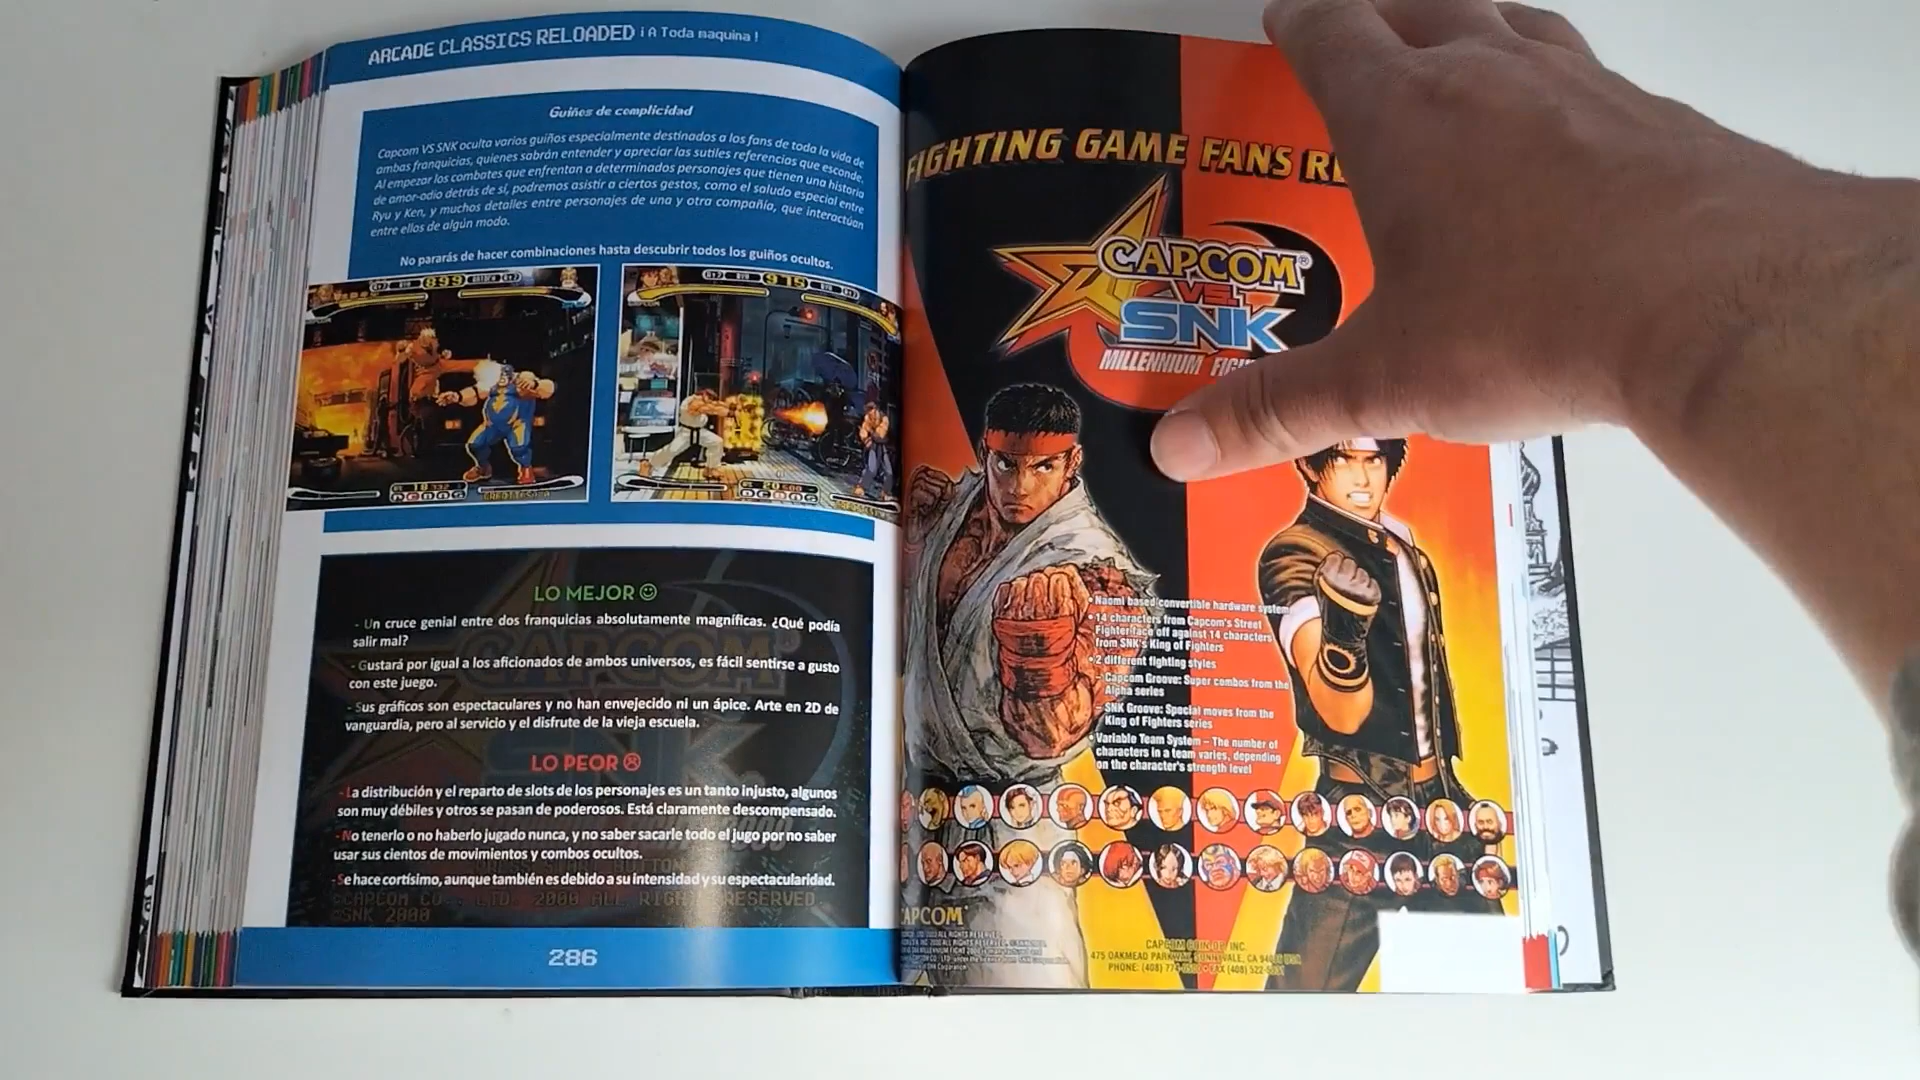 ARCADE CLASSICS RELOADED ¡A Toda maquina!
Guiños de complicidad
Capcom VS SNK oculta varios guiños especialmente destinados a los fans de toda la vida de
ambas franquicias, quienes sabrán entender y apreciar las sutiles referencias que esconde.
Al empezar los combates que enfrentan a determinados personajes que tienen una historia
de amor-odio detrás de sí, podremos asistir a ciertos gestos, como el saludo especial entre
Ryu y Ken, y muchos detalles entre personajes de una y otra compañía, que interactúan
entre ellos de algún modo.
No pararás de hacer combinaciones hasta descubrir todos los guiños ocultos.
899
915
LO MEJOR
- Un cruce genial entre dos franquicias absolutamente magníficas. ¿Qué podía
salir mal?
- Gustará por igual a los aficionados de ambos universos, es fácil sentirse a gusto
con este juego.
- Sus gráficos son espectaculares y no han envejecido ni un ápice. Arte en 2D de
vanguardia, pero al servicio y el disfrute de la vieja escuela.
LO PEOR
- La distribución y el reparto de slots de los personajes es un tanto injusto, algunos
son muy débiles y otros se pasan de poderosos. Está claramente descompensado.
- No tenerlo o no haberlo jugado nunca, y no saber sacarle todo el jugo por no saber
usar sus cientos de movimientos y combos ocultos.
- Se hace cortísimo, aunque también es debido a su intensidad y su espectacularidad.
©CAPCOM CO., LTD. 2000 ALL RIGHT RESERVED.
©SNK 2000
286
FIGHTING GAME FANS RE
CAPCOM®
VS.
SNK
MILLENNIUM FIGH
• Naomi based convertible hardware system
• 14 characters from Capcom's Street
Fighter face off against 14 characters
from SNK's King of Fighters
• 2 different fighting styles
– Capcom Groove: Super combos from the
Alpha series
– SNK Groove: Special moves from the
King of Fighters series
• Variable Team System – The number of
characters in a team varies, depending
on the character's strength level
CAPCOM
CAPCOM COIN-OP, INC.
475 OAKMEAD PARKWAY, SUNNYVALE, CA 94085 USA
PHONE: (408) 774-0500 • FAX (408) 522-